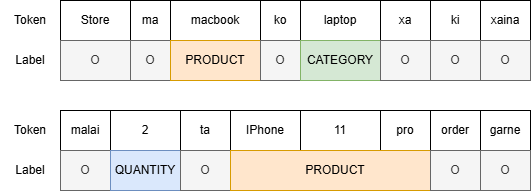 Token Store ma macbook ko laptop xa ki xaina
Label O O PRODUCT O CATEGORY O O O
Token malai 2 ta IPhone 11 pro order garne
Label O QUANTITY O PRODUCT O O